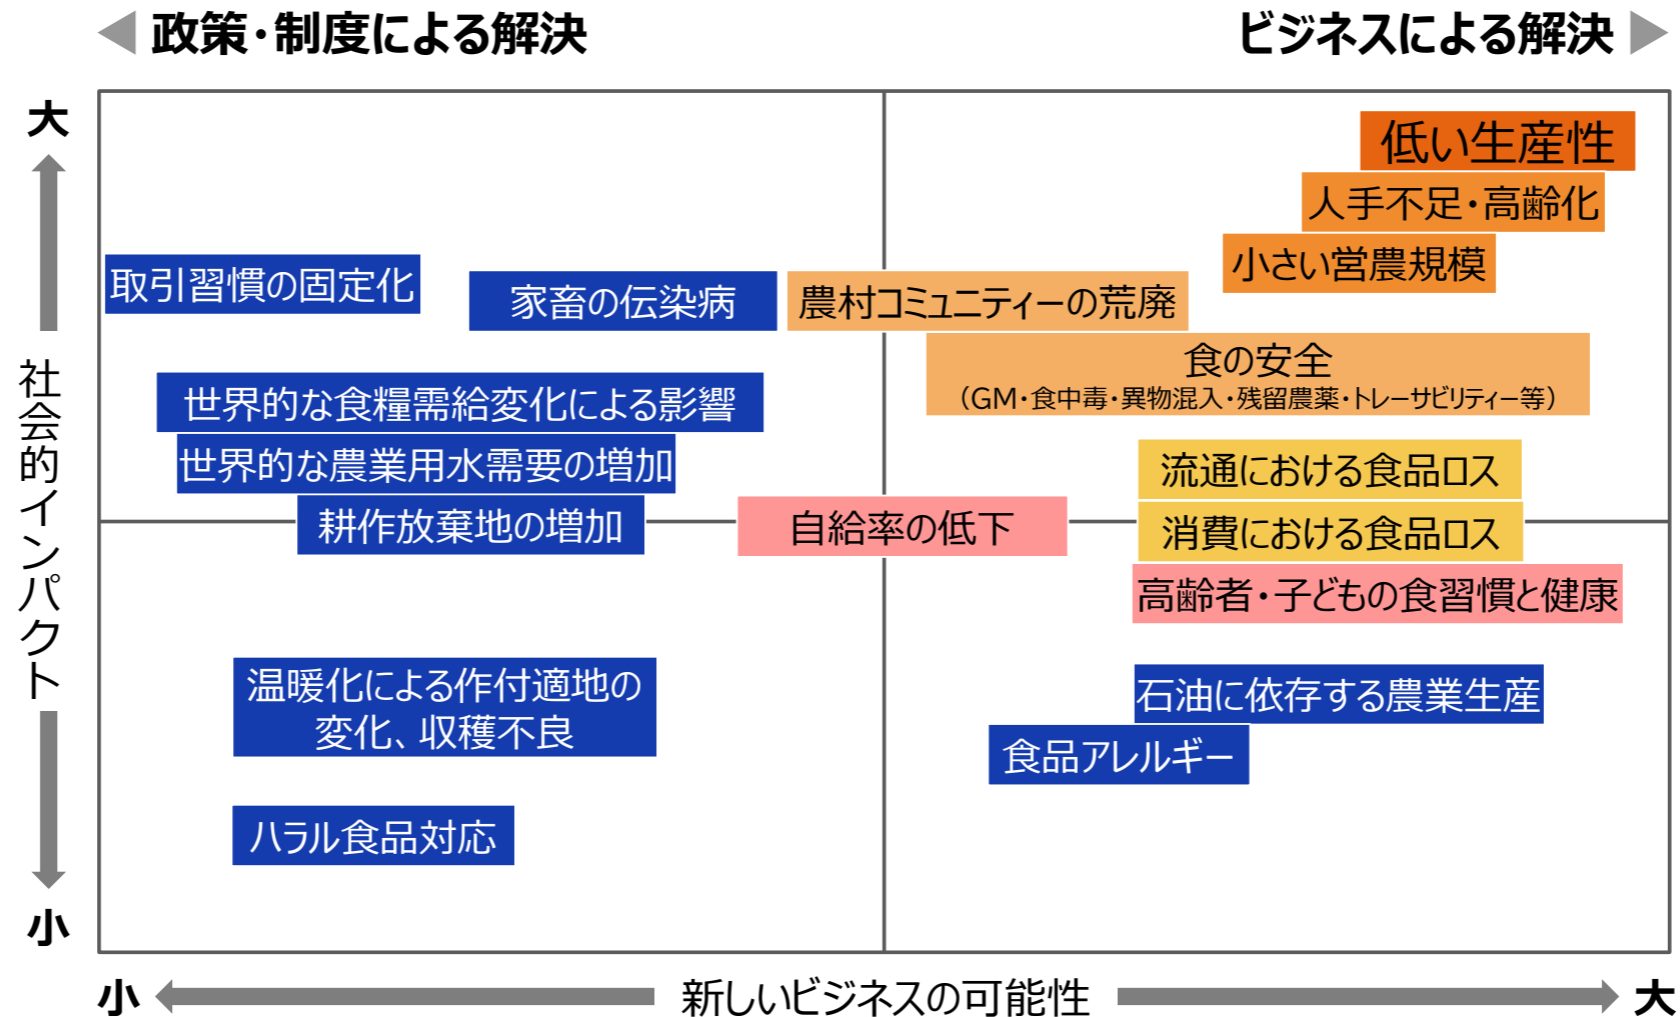 政策・制度による解決
ビジネスによる解決
大
低い生産性
人手不足・高齢化
小さい営農規模
取引習慣の固定化
家畜の伝染病
農村コミュニティーの荒廃
食の安全
（GM・食中毒・異物混入・残留農薬・トレーサビリティー等）
世界的な食糧需給変化による影響
世界的な農業用水需要の増加
流通における食品ロス
耕作放棄地の増加
自給率の低下
消費における食品ロス
高齢者・子どもの食習慣と健康
社会的インパクト
温暖化による作付適地の
変化、収穫不良
石油に依存する農業生産
食品アレルギー
ハラル食品対応
小
小
新しいビジネスの可能性
大